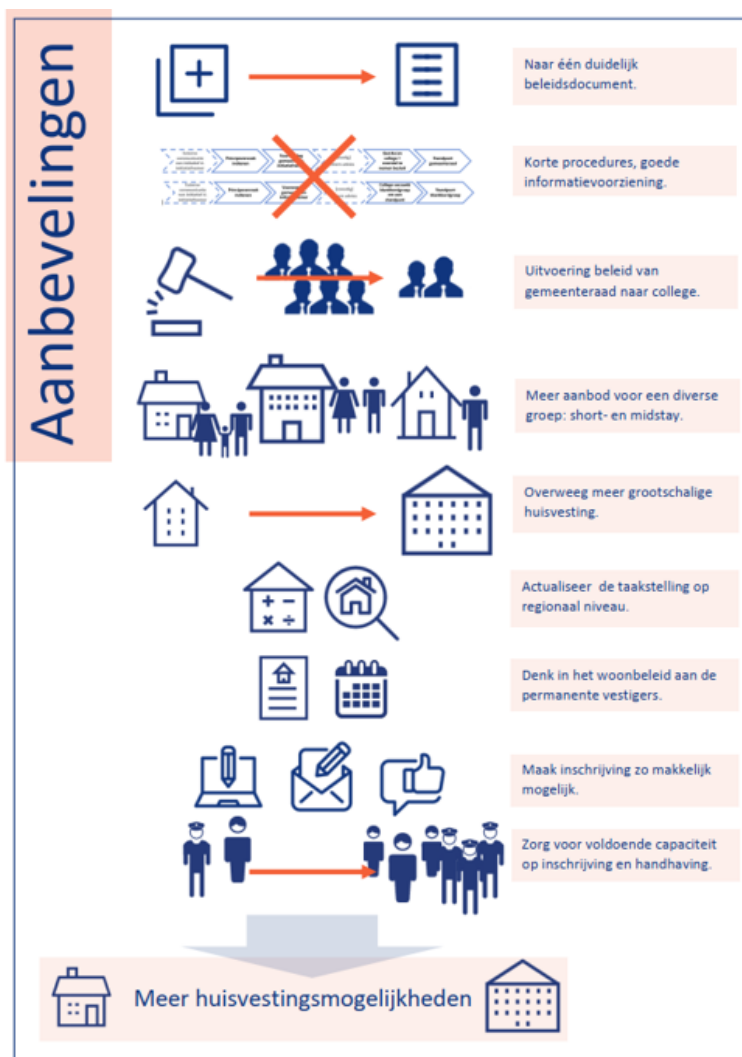 Aanbevelingen
Naar één duidelijk
beleidsdocument.
Korte procedures, goede
informatievoorziening.
Uitvoering beleid van
gemeenteraad naar college.
Meer aanbod voor een diverse
groep: short- en midstay.
Overweeg meer grootschalige
huisvesting.
Actualiseer de taakstelling op
regionaal niveau.
Denk in het woonbeleid aan de
permanente vestigers.
Maak inschrijving zo makkelijk
mogelijk.
Zorg voor voldoende capaciteit
op inschrijving en handhaving.
Meer huisvestingsmogelijkheden